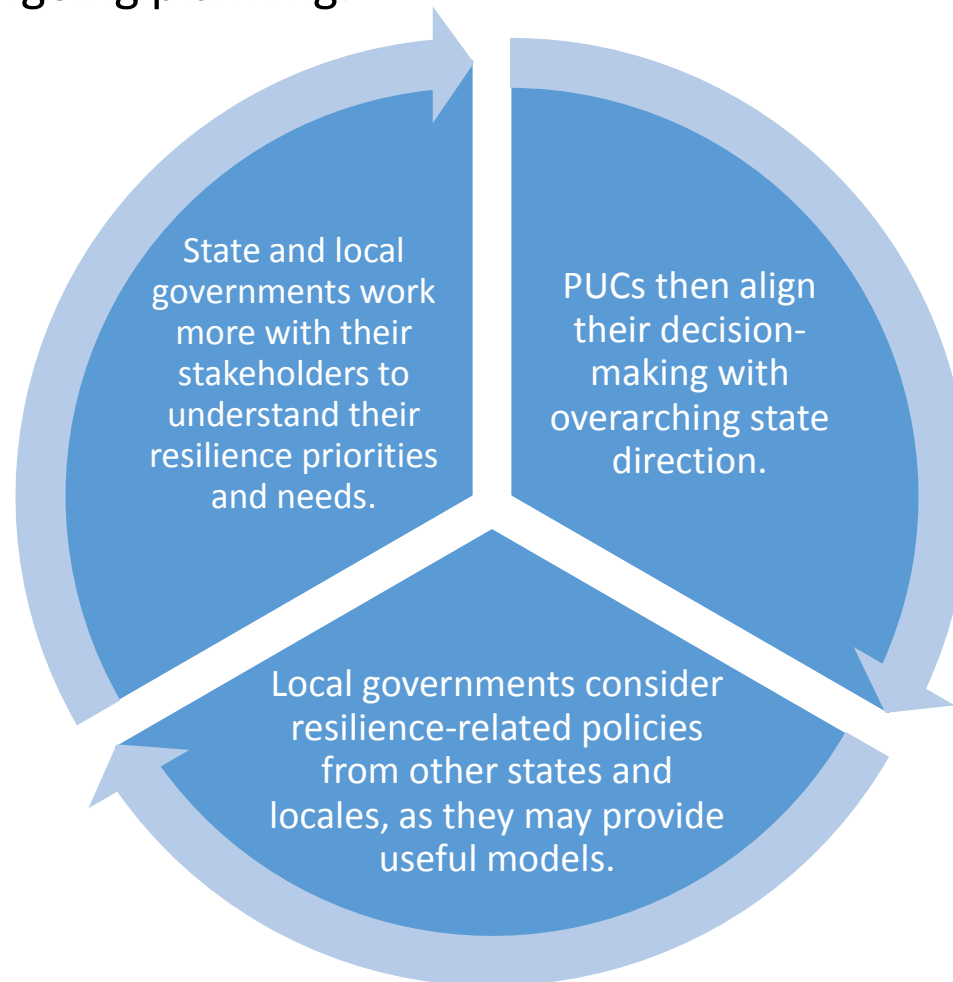 State and local
governments work
more with their
stakeholders to
understand their
resilience priorities
and needs.
PUCs then align
their decision-
making with
overarching state
direction.
Local governments consider
resilience-related policies
from other states and
locales, as they may provide
useful models.